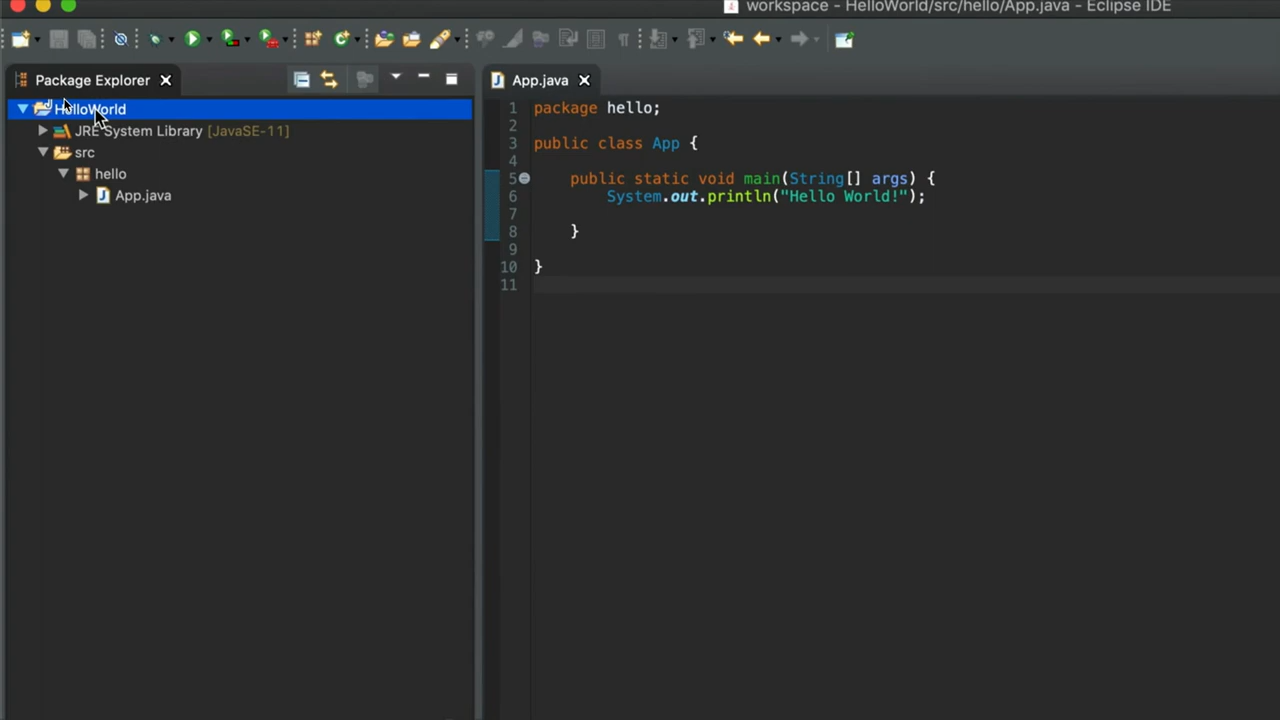 workspace - HelloWorld/src/hello/App.java - Eclipse IDE
Package Explorer
HelloWorld
JRE System Library [JavaSE-11]
src
hello
App.java
App.java
1 package hello;
2
3 public class App {
4
5 public static void main(String[] args) {
6 System.out.println("Hello World!");
7
8 }
9
10 }
11